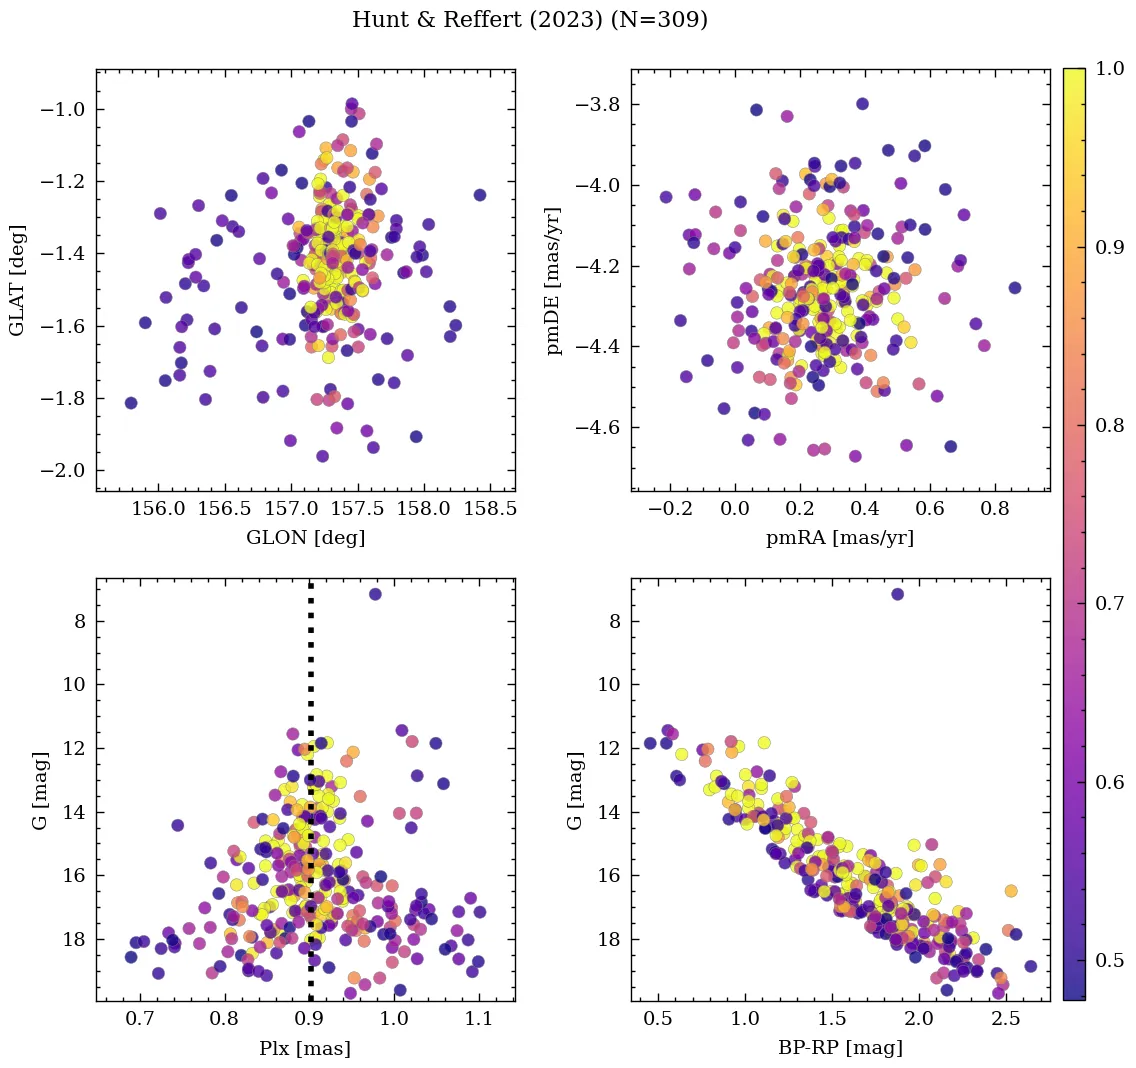 Hunt & Reffert (2023) (N=309)
−1.0
−1.2
−1.4
−1.6
−1.8
−2.0
GLAT [deg]
156.0 156.5 157.0 157.5 158.0 158.5
GLON [deg]
−3.8
−4.0
−4.2
−4.4
−4.6
pmDE [mas/yr]
−0.2 0.0 0.2 0.4 0.6 0.8
pmRA [mas/yr]
1.0
0.9
0.8
0.7
0.6
0.5
8
10
12
14
16
18
G [mag]
0.7 0.8 0.9 1.0 1.1
Plx [mas]
8
10
12
14
16
18
G [mag]
0.5 1.0 1.5 2.0 2.5
BP-RP [mag]